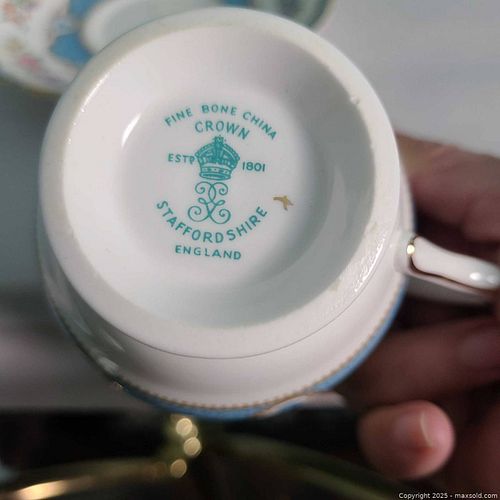 FINE BONE CHINA
CROWN
ESTD 1801
STAFFORDSHIRE
ENGLAND
Copyright 2025 - maxsold.com